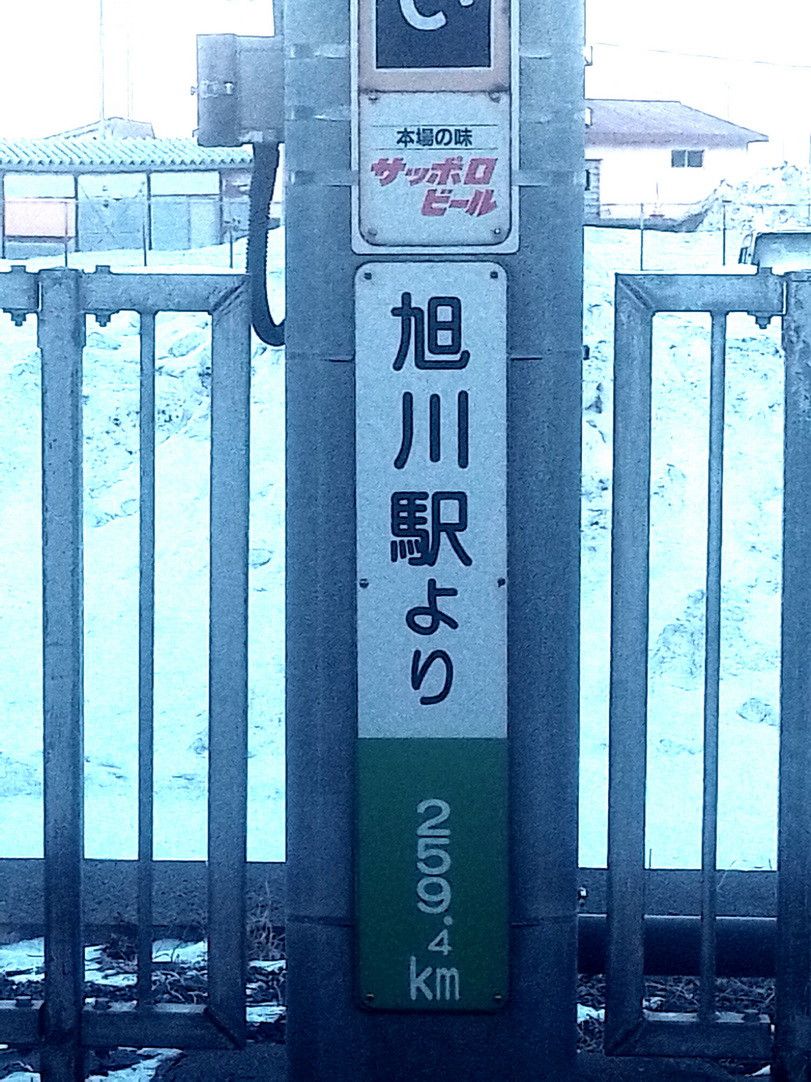 い
本場の味
サッポロ
ビール
旭川駅より
259.4
km